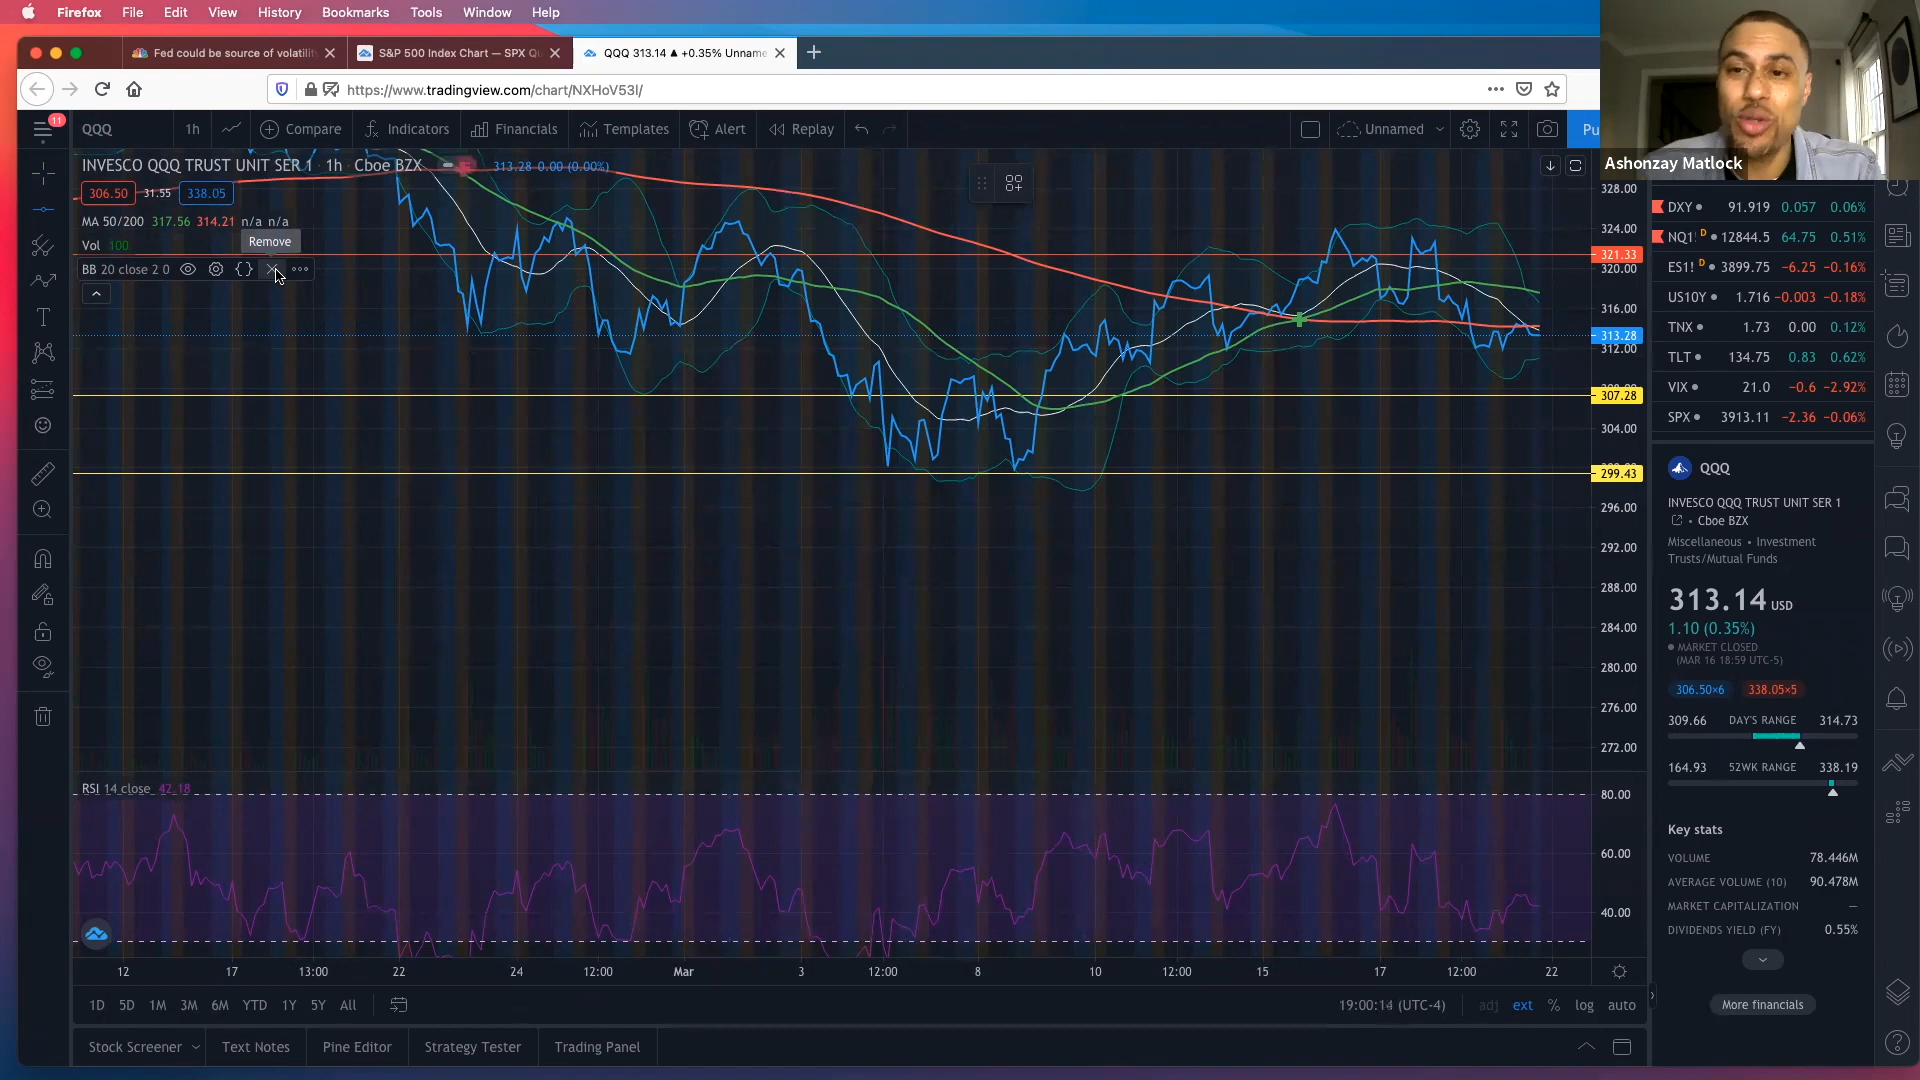 Firefox File Edit View History Bookmarks Tools Window Help
Fed could be source of volatility
S&P 500 Index Chart — SPX Qu
QQQ 313.14 ▲ +0.35% Unname
https://www.tradingview.com/chart/NXHoV53l/
11
QQQ 1h Compare Indicators Financials Templates Alert Replay Unnamed Pu
INVESCO QQQ TRUST UNIT SER 1 · 1h · Cboe BZX 313.28 0.00 (0.00%)
306.50 31.55 338.05
MA 50/200 317.56 314.21 n/a n/a
Vol 100
Remove
BB 20 close 2 0
328.00
324.00
321.33
320.00
316.00
313.28
312.00
307.28
304.00
299.43
296.00
292.00
288.00
284.00
280.00
276.00
272.00
RSI 14 close 42.18
80.00
60.00
40.00
12 17 13:00 22 24 12:00 Mar 3 12:00 8 10 12:00 15 17 12:00 22
1D 5D 1M 3M 6M YTD 1Y 5Y All
19:00:14 (UTC-4) adj ext % log auto
Stock Screener Text Notes Pine Editor Strategy Tester Trading Panel
Ashonzay Matlock
DXY 91.919 0.057 0.06%
NQ1! D 12844.5 64.75 0.51%
ES1! D 3899.75 −6.25 −0.16%
US10Y 1.716 −0.003 −0.18%
TNX 1.73 0.00 0.12%
TLT 134.75 0.83 0.62%
VIX 21.0 −0.6 −2.92%
SPX 3913.11 −2.36 −0.06%
QQQ
INVESCO QQQ TRUST UNIT SER 1
• Cboe BZX
Miscellaneous • Investment
Trusts/Mutual Funds
313.14 USD
1.10 (0.35%)
MARKET CLOSED
(MAR 16 18:59 UTC-5)
306.50×6 338.05×5
309.66 DAY'S RANGE 314.73
164.93 52WK RANGE 338.19
Key stats
VOLUME 78.446M
AVERAGE VOLUME (10) 90.478M
MARKET CAPITALIZATION —
DIVIDENDS YIELD (FY) 0.55%
More financials